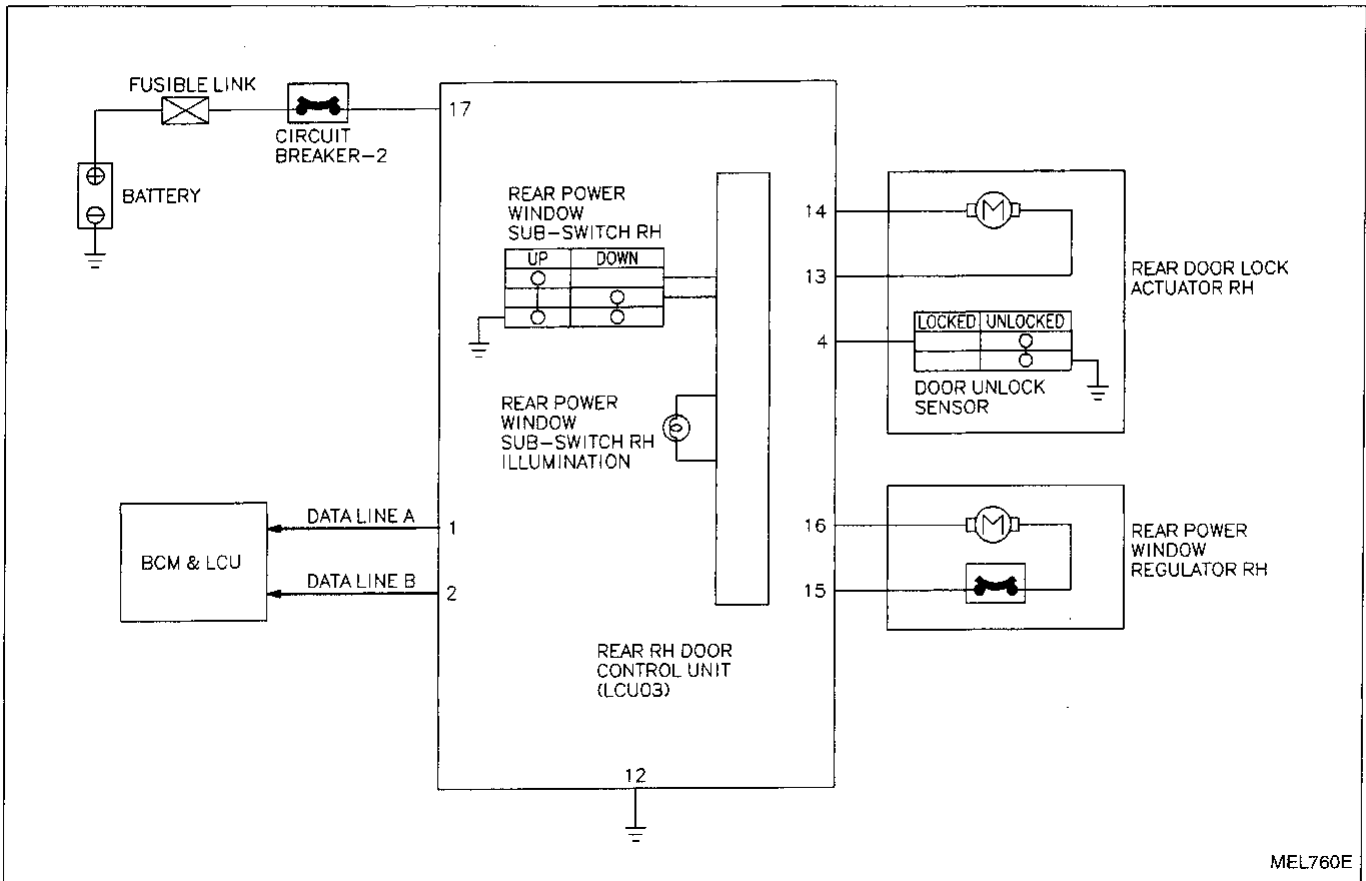 FUSIBLE LINK
CIRCUIT
BREAKER-2
BATTERY
17
REAR POWER
WINDOW
SUB-SWITCH RH
UP DOWN
REAR POWER
WINDOW
SUB-SWITCH RH
ILLUMINATION
14
13
4
LOCKED UNLOCKED
DOOR UNLOCK
SENSOR
M
REAR DOOR LOCK
ACTUATOR RH
BCM & LCU
DATA LINE A
1
DATA LINE B
2
16
15
M
REAR POWER
WINDOW
REGULATOR RH
REAR RH DOOR
CONTROL UNIT
(LCU03)
12
MEL760E